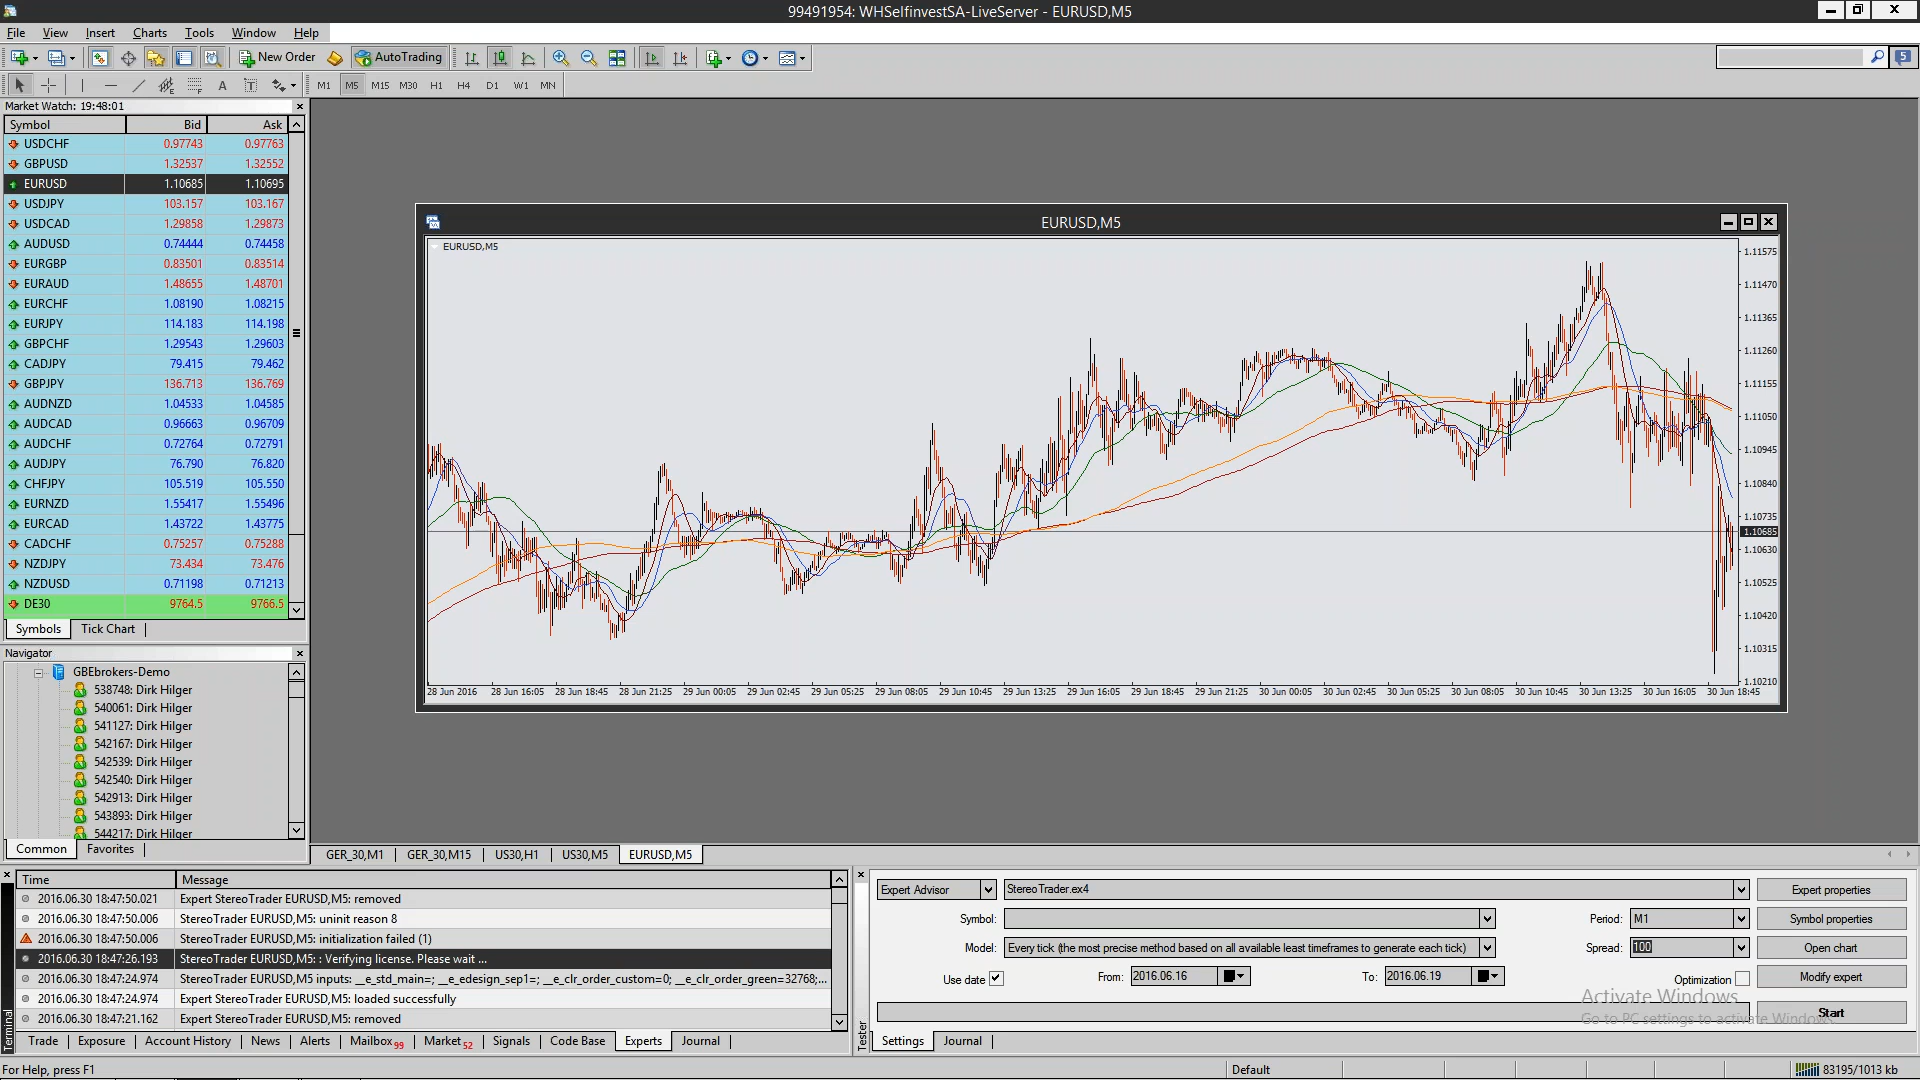 99491954: WHSelfinvestSA-LiveServer - EURUSD,M5
File View Insert Charts Tools Window Help
New Order AutoTrading
5
A T M1 M5 M15 M30 H1 H4 D1 W1 MN
Market Watch: 19:48:01
Symbol Bid Ask
USDCHF 0.97743 0.97763
GBPUSD 1.32537 1.32552
EURUSD 1.10685 1.10695
USDJPY 103.157 103.167
USDCAD 1.29858 1.29873
AUDUSD 0.74444 0.74458
EURGBP 0.83501 0.83514
EURAUD 1.48655 1.48701
EURCHF 1.08190 1.08215
EURJPY 114.183 114.198
GBPCHF 1.29543 1.29603
CADJPY 79.415 79.462
GBPJPY 136.713 136.769
AUDNZD 1.04533 1.04585
AUDCAD 0.96663 0.96709
AUDCHF 0.72764 0.72791
AUDJPY 76.790 76.820
CHFJPY 105.519 105.550
EURNZD 1.55417 1.55496
EURCAD 1.43722 1.43775
CADCHF 0.75257 0.75288
NZDJPY 73.434 73.476
NZDUSD 0.71198 0.71213
DE30 9764.5 9766.5
Symbols Tick Chart
Navigator
GBEbrokers-Demo
538748: Dirk Hilger
540061: Dirk Hilger
541127: Dirk Hilger
542167: Dirk Hilger
542539: Dirk Hilger
542540: Dirk Hilger
542913: Dirk Hilger
543893: Dirk Hilger
544217: Dirk Hilger
Common Favorites
EURUSD,M5
EURUSD,M5
1.11575
1.11470
1.11365
1.11260
1.11155
1.11050
1.10945
1.10840
1.10735
1.10685
1.10630
1.10525
1.10420
1.10315
1.10210
28 Jun 2016 28 Jun 16:05 28 Jun 18:45 28 Jun 21:25 29 Jun 00:05 29 Jun 02:45 29 Jun 05:25 29 Jun 08:05 29 Jun 10:45 29 Jun 13:25 29 Jun 16:05 29 Jun 18:45 29 Jun 21:25 30 Jun 00:05 30 Jun 02:45 30 Jun 05:25 30 Jun 08:05 30 Jun 10:45 30 Jun 13:25 30 Jun 16:05 30 Jun 18:45
GER_30,M1 GER_30,M15 US30,H1 US30,M5 EURUSD,M5
Time Message
2016.06.30 18:47:50.021 Expert StereoTrader EURUSD,M5: removed
2016.06.30 18:47:50.006 StereoTrader EURUSD,M5: uninit reason 8
2016.06.30 18:47:50.006 StereoTrader EURUSD,M5: initialization failed (1)
2016.06.30 18:47:26.193 StereoTrader EURUSD,M5: : Verifying license. Please wait ...
2016.06.30 18:47:24.974 StereoTrader EURUSD,M5 inputs: __e_std_main=; __e_edesign_sep1=; __e_clr_order_custom=0; __e_clr_order_green=32768;...
2016.06.30 18:47:24.974 Expert StereoTrader EURUSD,M5: loaded successfully
2016.06.30 18:47:21.162 Expert StereoTrader EURUSD,M5: removed
Terminal
Trade Exposure Account History News Alerts Mailbox 99 Market 52 Signals Code Base Experts Journal
Expert Advisor StereoTrader.ex4 Expert properties
Symbol: Period: M1 Symbol properties
Model: Every tick (the most precise method based on all available least timeframes to generate each tick) Spread: 100 Open chart
Use date From: 2016.06.16 To: 2016.06.19 Optimization Modify expert
Activate Windows
Go to PC settings to activate Windows.
Start
Tester
Settings Journal
For Help, press F1 Default 83195/1013 kb